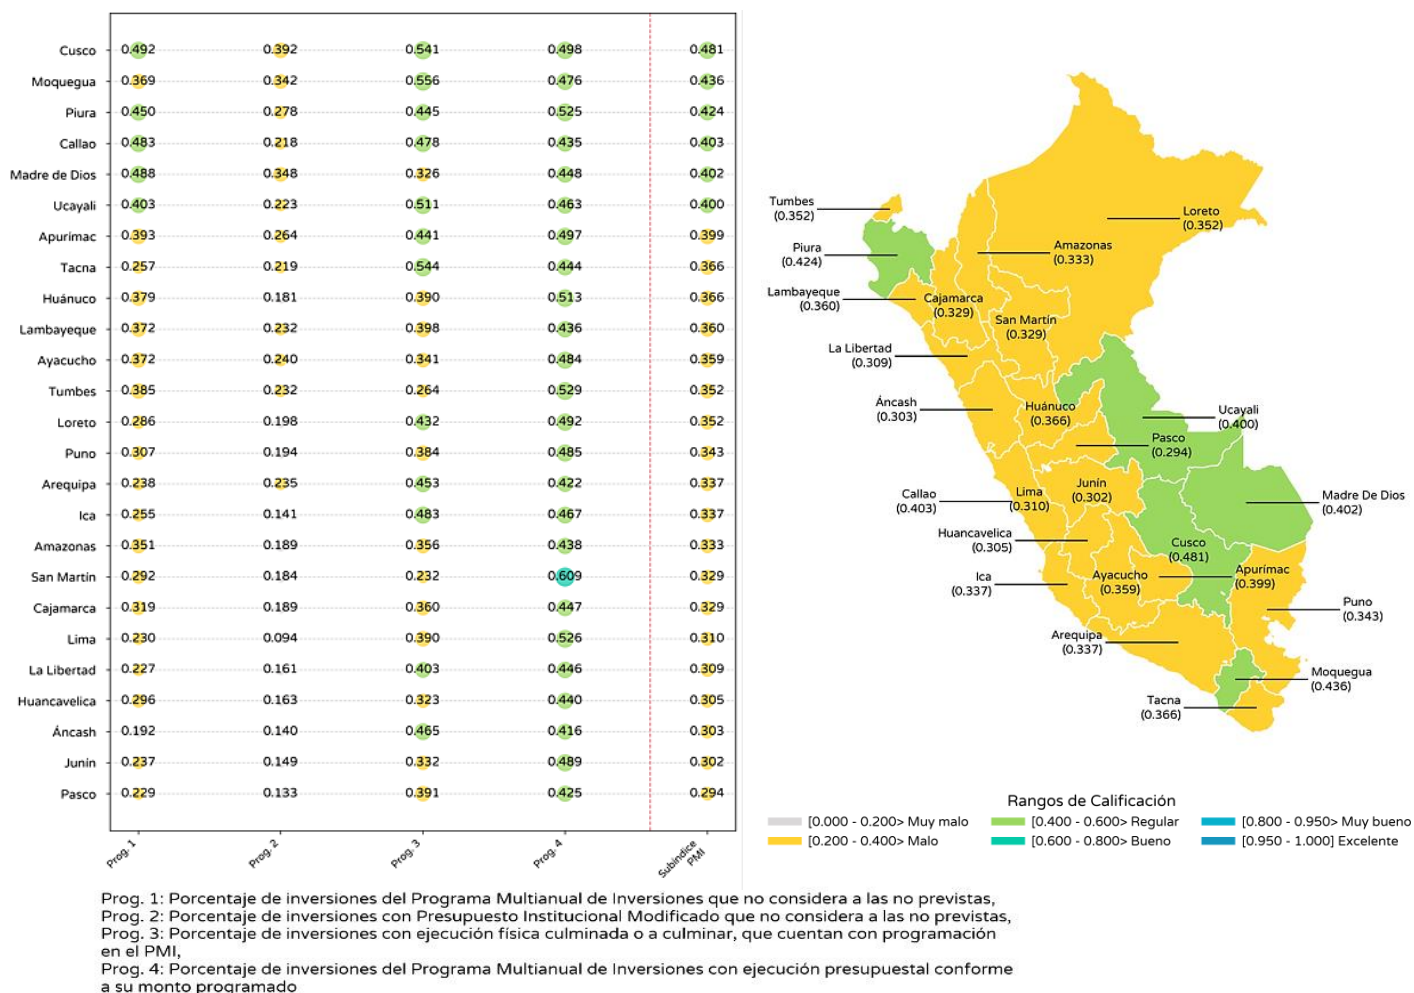 Cusco 0.492 0.392 0.541 0.498 0.481
Moquegua 0.369 0.342 0.556 0.476 0.436
Piura 0.450 0.278 0.445 0.525 0.424
Callao 0.483 0.218 0.478 0.435 0.403
Madre de Dios 0.488 0.348 0.326 0.448 0.402
Ucayali 0.403 0.223 0.511 0.463 0.400
Apurimac 0.393 0.264 0.441 0.497 0.399
Tacna 0.257 0.219 0.544 0.444 0.366
Huánuco 0.379 0.181 0.390 0.513 0.366
Lambayeque 0.372 0.232 0.398 0.436 0.360
Ayacucho 0.372 0.240 0.341 0.484 0.359
Tumbes 0.385 0.232 0.264 0.529 0.352
Loreto 0.286 0.198 0.432 0.492 0.352
Puno 0.307 0.194 0.384 0.485 0.343
Arequipa 0.238 0.235 0.453 0.422 0.337
Ica 0.255 0.141 0.483 0.467 0.337
Amazonas 0.351 0.189 0.356 0.438 0.333
San Martín 0.292 0.184 0.232 0.609 0.329
Cajamarca 0.319 0.189 0.360 0.447 0.329
Lima 0.230 0.094 0.390 0.526 0.310
La Libertad 0.227 0.161 0.403 0.446 0.309
Huancavelica 0.296 0.163 0.323 0.440 0.305
Áncash 0.192 0.140 0.465 0.416 0.303
Junín 0.237 0.149 0.332 0.489 0.302
Pasco 0.229 0.133 0.391 0.425 0.294
Prog. 1 Prog. 2 Prog. 3 Prog. 4 Subíndice
PMI
Tumbes
(0.352)
Loreto
(0.352)
Piura
(0.424)
Amazonas
(0.333)
Lambayeque
(0.360)
Cajamarca
(0.329)
San Martín
(0.329)
La Libertad
(0.309)
Áncash
(0.303)
Huánuco
(0.366)
Ucayali
(0.400)
Pasco
(0.294)
Junín
(0.302)
Callao
(0.403)
Lima
(0.310)
Madre De Dios
(0.402)
Huancavelica
(0.305)
Cusco
(0.481)
Ica
(0.337)
Ayacucho
(0.359)
Apurímac
(0.399)
Puno
(0.343)
Arequipa
(0.337)
Moquegua
(0.436)
Tacna
(0.366)
Rangos de Calificación
[0.000 - 0.200> Muy malo [0.400 - 0.600> Regular [0.800 - 0.950> Muy bueno
[0.200 - 0.400> Malo [0.600 - 0.800> Bueno [0.950 - 1.000] Excelente
Prog. 1: Porcentaje de inversiones del Programa Multianual de Inversiones que no considera a las no previstas,
Prog. 2: Porcentaje de inversiones con Presupuesto Institucional Modificado que no considera a las no previstas,
Prog. 3: Porcentaje de inversiones con ejecución física culminada o a culminar, que cuentan con programación
en el PMI,
Prog. 4: Porcentaje de inversiones del Programa Multianual de Inversiones con ejecución presupuestal conforme
a su monto programado